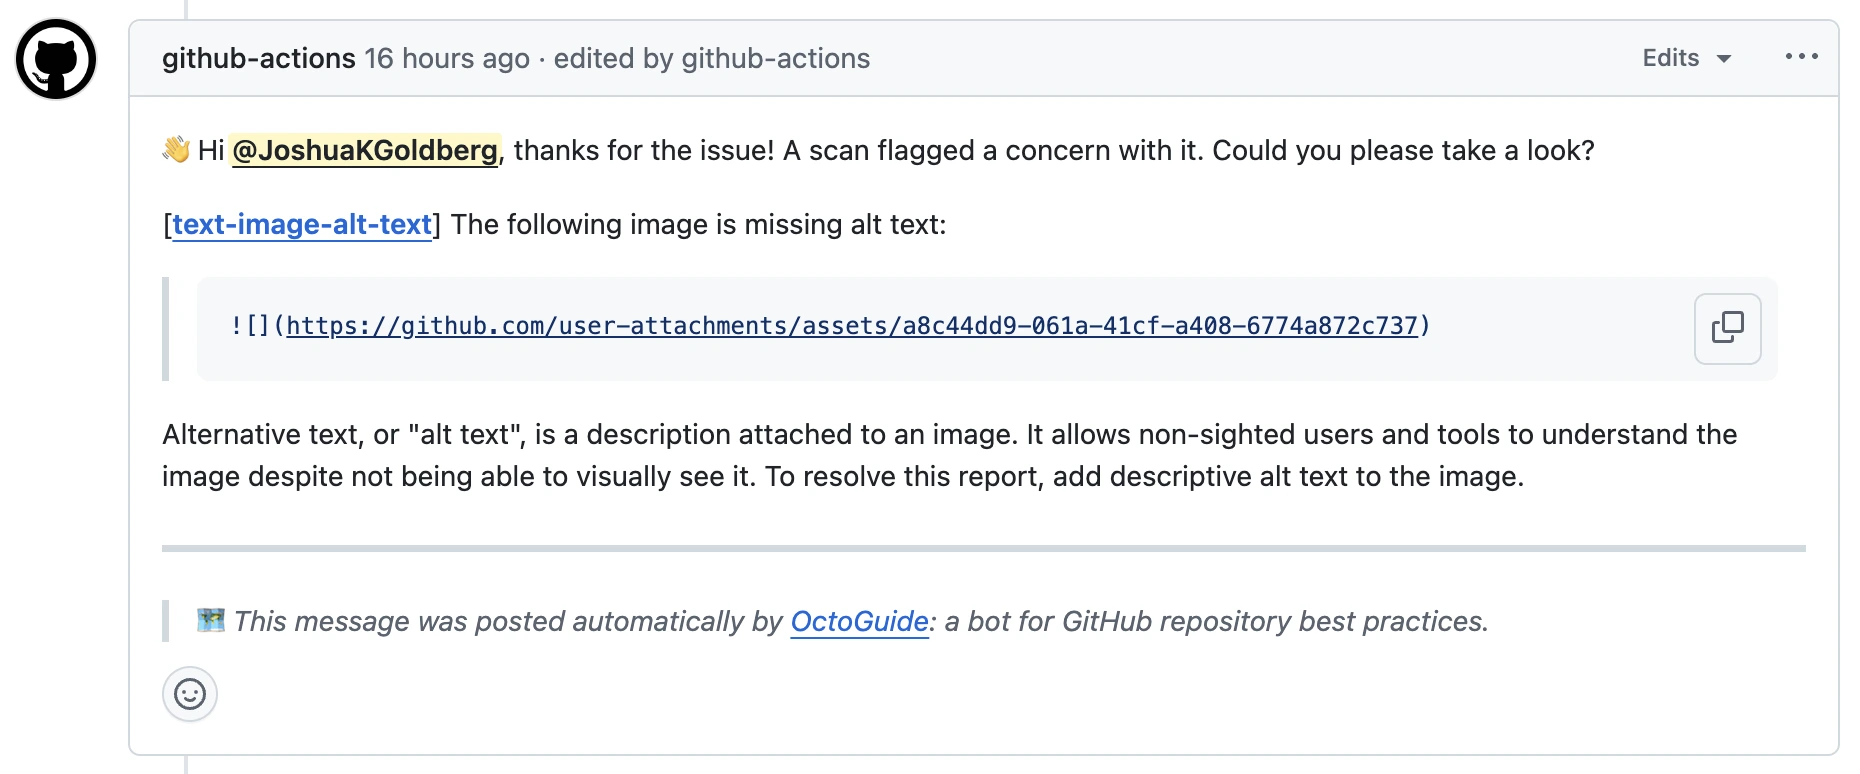 github-actions 16 hours ago · edited by github-actions
Edits
👋 Hi @JoshuaKGoldberg, thanks for the issue! A scan flagged a concern with it. Could you please take a look?
[text-image-alt-text] The following image is missing alt text:
![](https://github.com/user-attachments/assets/a8c44dd9-061a-41cf-a408-6774a872c737)
Alternative text, or "alt text", is a description attached to an image. It allows non-sighted users and tools to understand the
image despite not being able to visually see it. To resolve this report, add descriptive alt text to the image.
🗺️ This message was posted automatically by OctoGuide: a bot for GitHub repository best practices.